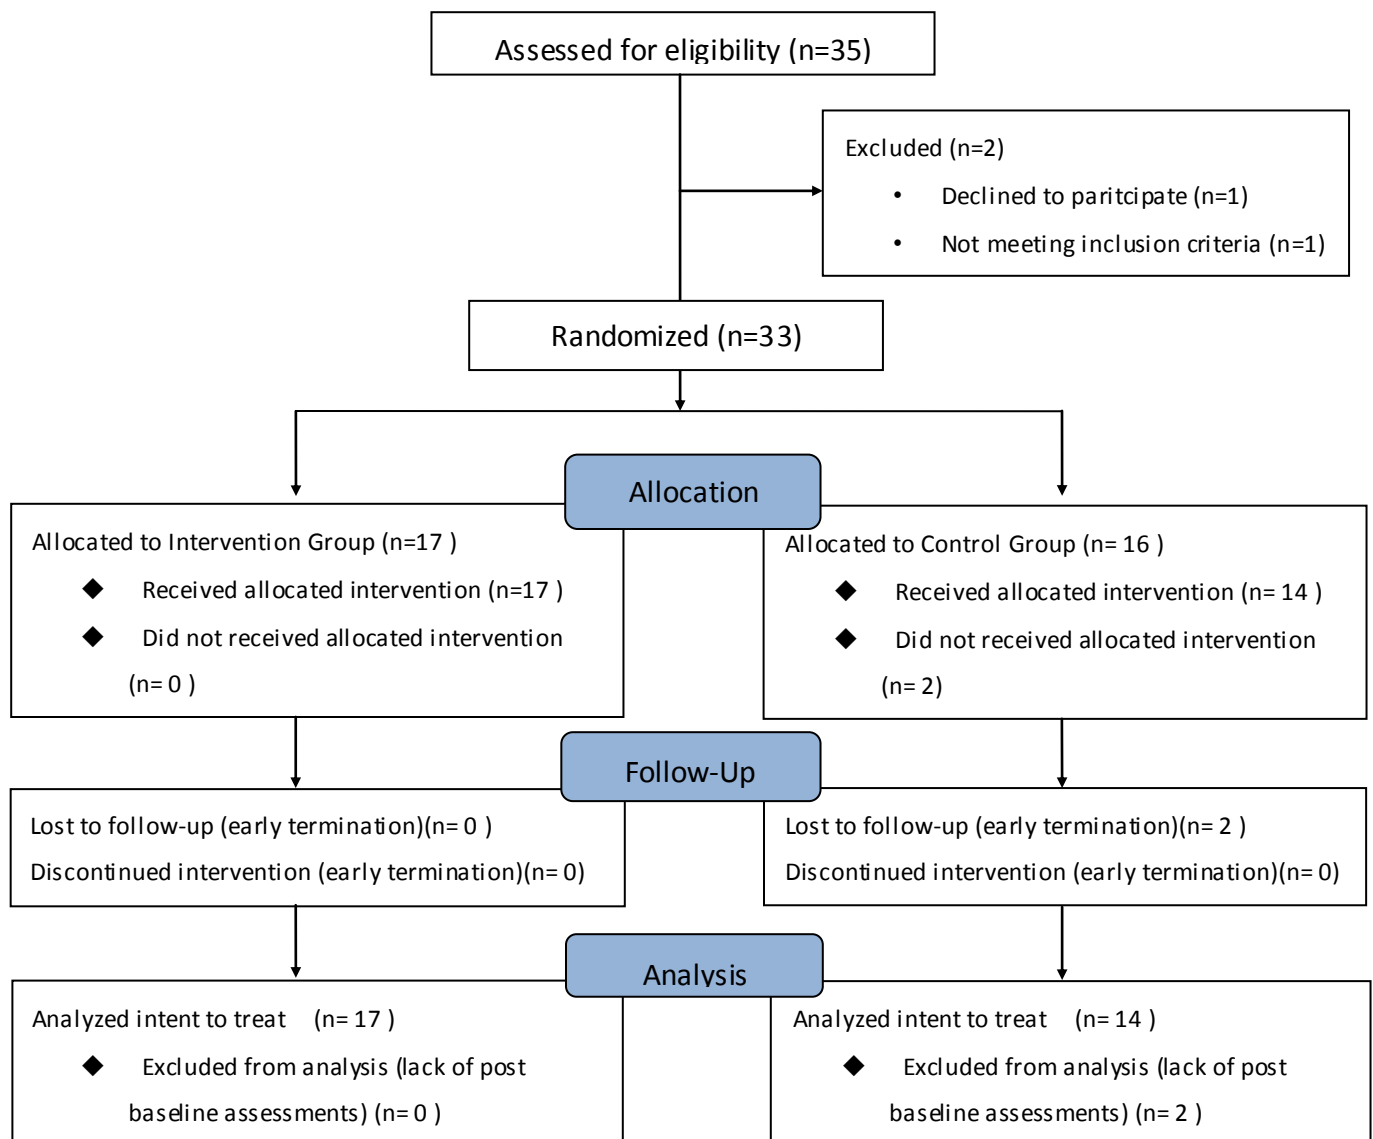 Assessed for eligibility (n=35)
Excluded (n=2)
• Declined to paritcipate (n=1)
• Not meeting inclusion criteria (n=1)
Randomized (n=33)
Allocation
Allocated to Intervention Group (n=17 )
◆ Received allocated intervention (n=17 )
◆ Did not received allocated intervention
(n= 0 )
Allocated to Control Group (n= 16 )
◆ Received allocated intervention (n= 14 )
◆ Did not received allocated intervention
(n= 2)
Follow-Up
Lost to follow-up (early termination)(n= 0 )
Discontinued intervention (early termination)(n= 0)
Lost to follow-up (early termination)(n= 2 )
Discontinued intervention (early termination)(n= 0)
Analysis
Analyzed intent to treat (n= 17 )
◆ Excluded from analysis (lack of post
baseline assessments) (n= 0 )
Analyzed intent to treat (n= 14 )
◆ Excluded from analysis (lack of post
baseline assessments) (n= 2 )